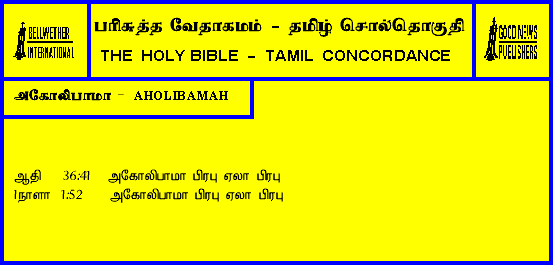 BELLWETHER
INTERNATIONAL
பரிசுத்த வேதாகமம் - தமிழ் சொல்தொகுதி
THE HOLY BIBLE - TAMIL CONCORDANCE
GOOD NEWS
PUBLISHERS
அகோலிபாமா - AHOLIBAMAH
ஆதி 36:41 அகோலிபாமா பிரபு ஏலா பிரபு
1நாளா 1:52 அகோலிபாமா பிரபு ஏலா பிரபு